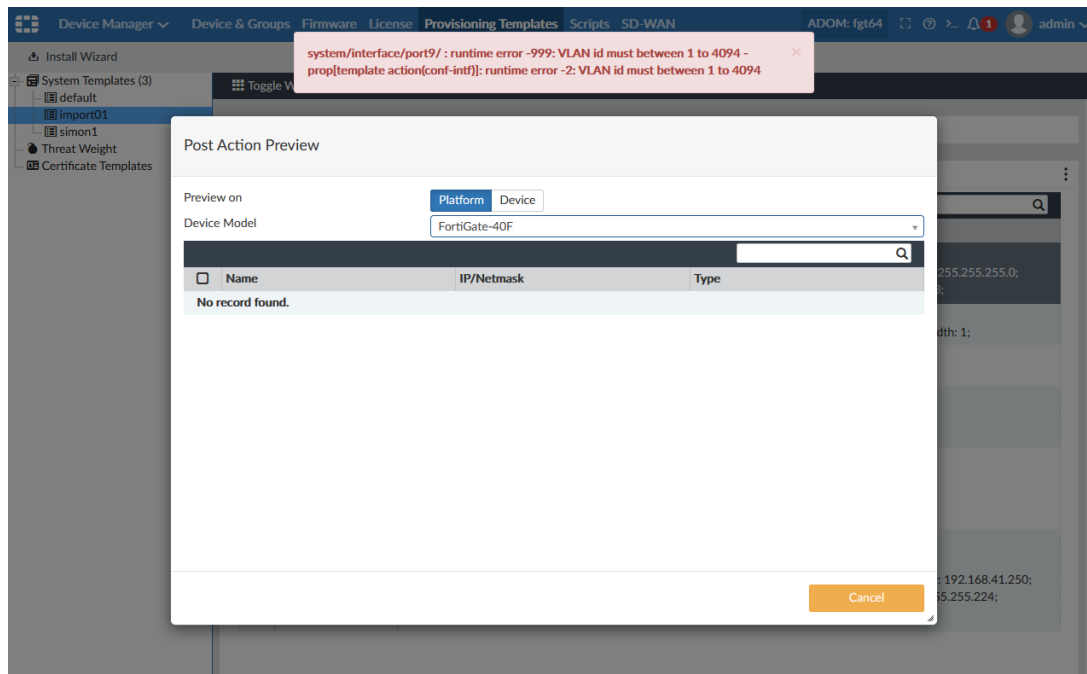 Device Manager
Device & Groups
Firmware
License
Provisioning Templates
Scripts
SD-WAN
ADOM: fgt64
1
admin
Install Wizard
system/interface/port9/ : runtime error -999: VLAN id must between 1 to 4094 -
prop[template action(conf-intf)]: runtime error -2: VLAN id must between 1 to 4094
System Templates (3)
default
import01
simon1
Threat Weight
Certificate Templates
Toggle W
Post Action Preview
Preview on
Platform
Device
Device Model
FortiGate-40F
Name
IP/Netmask
Type
No record found.
255.255.255.0;
dth: 1;
: 192.168.41.250;
55.255.224;
Cancel